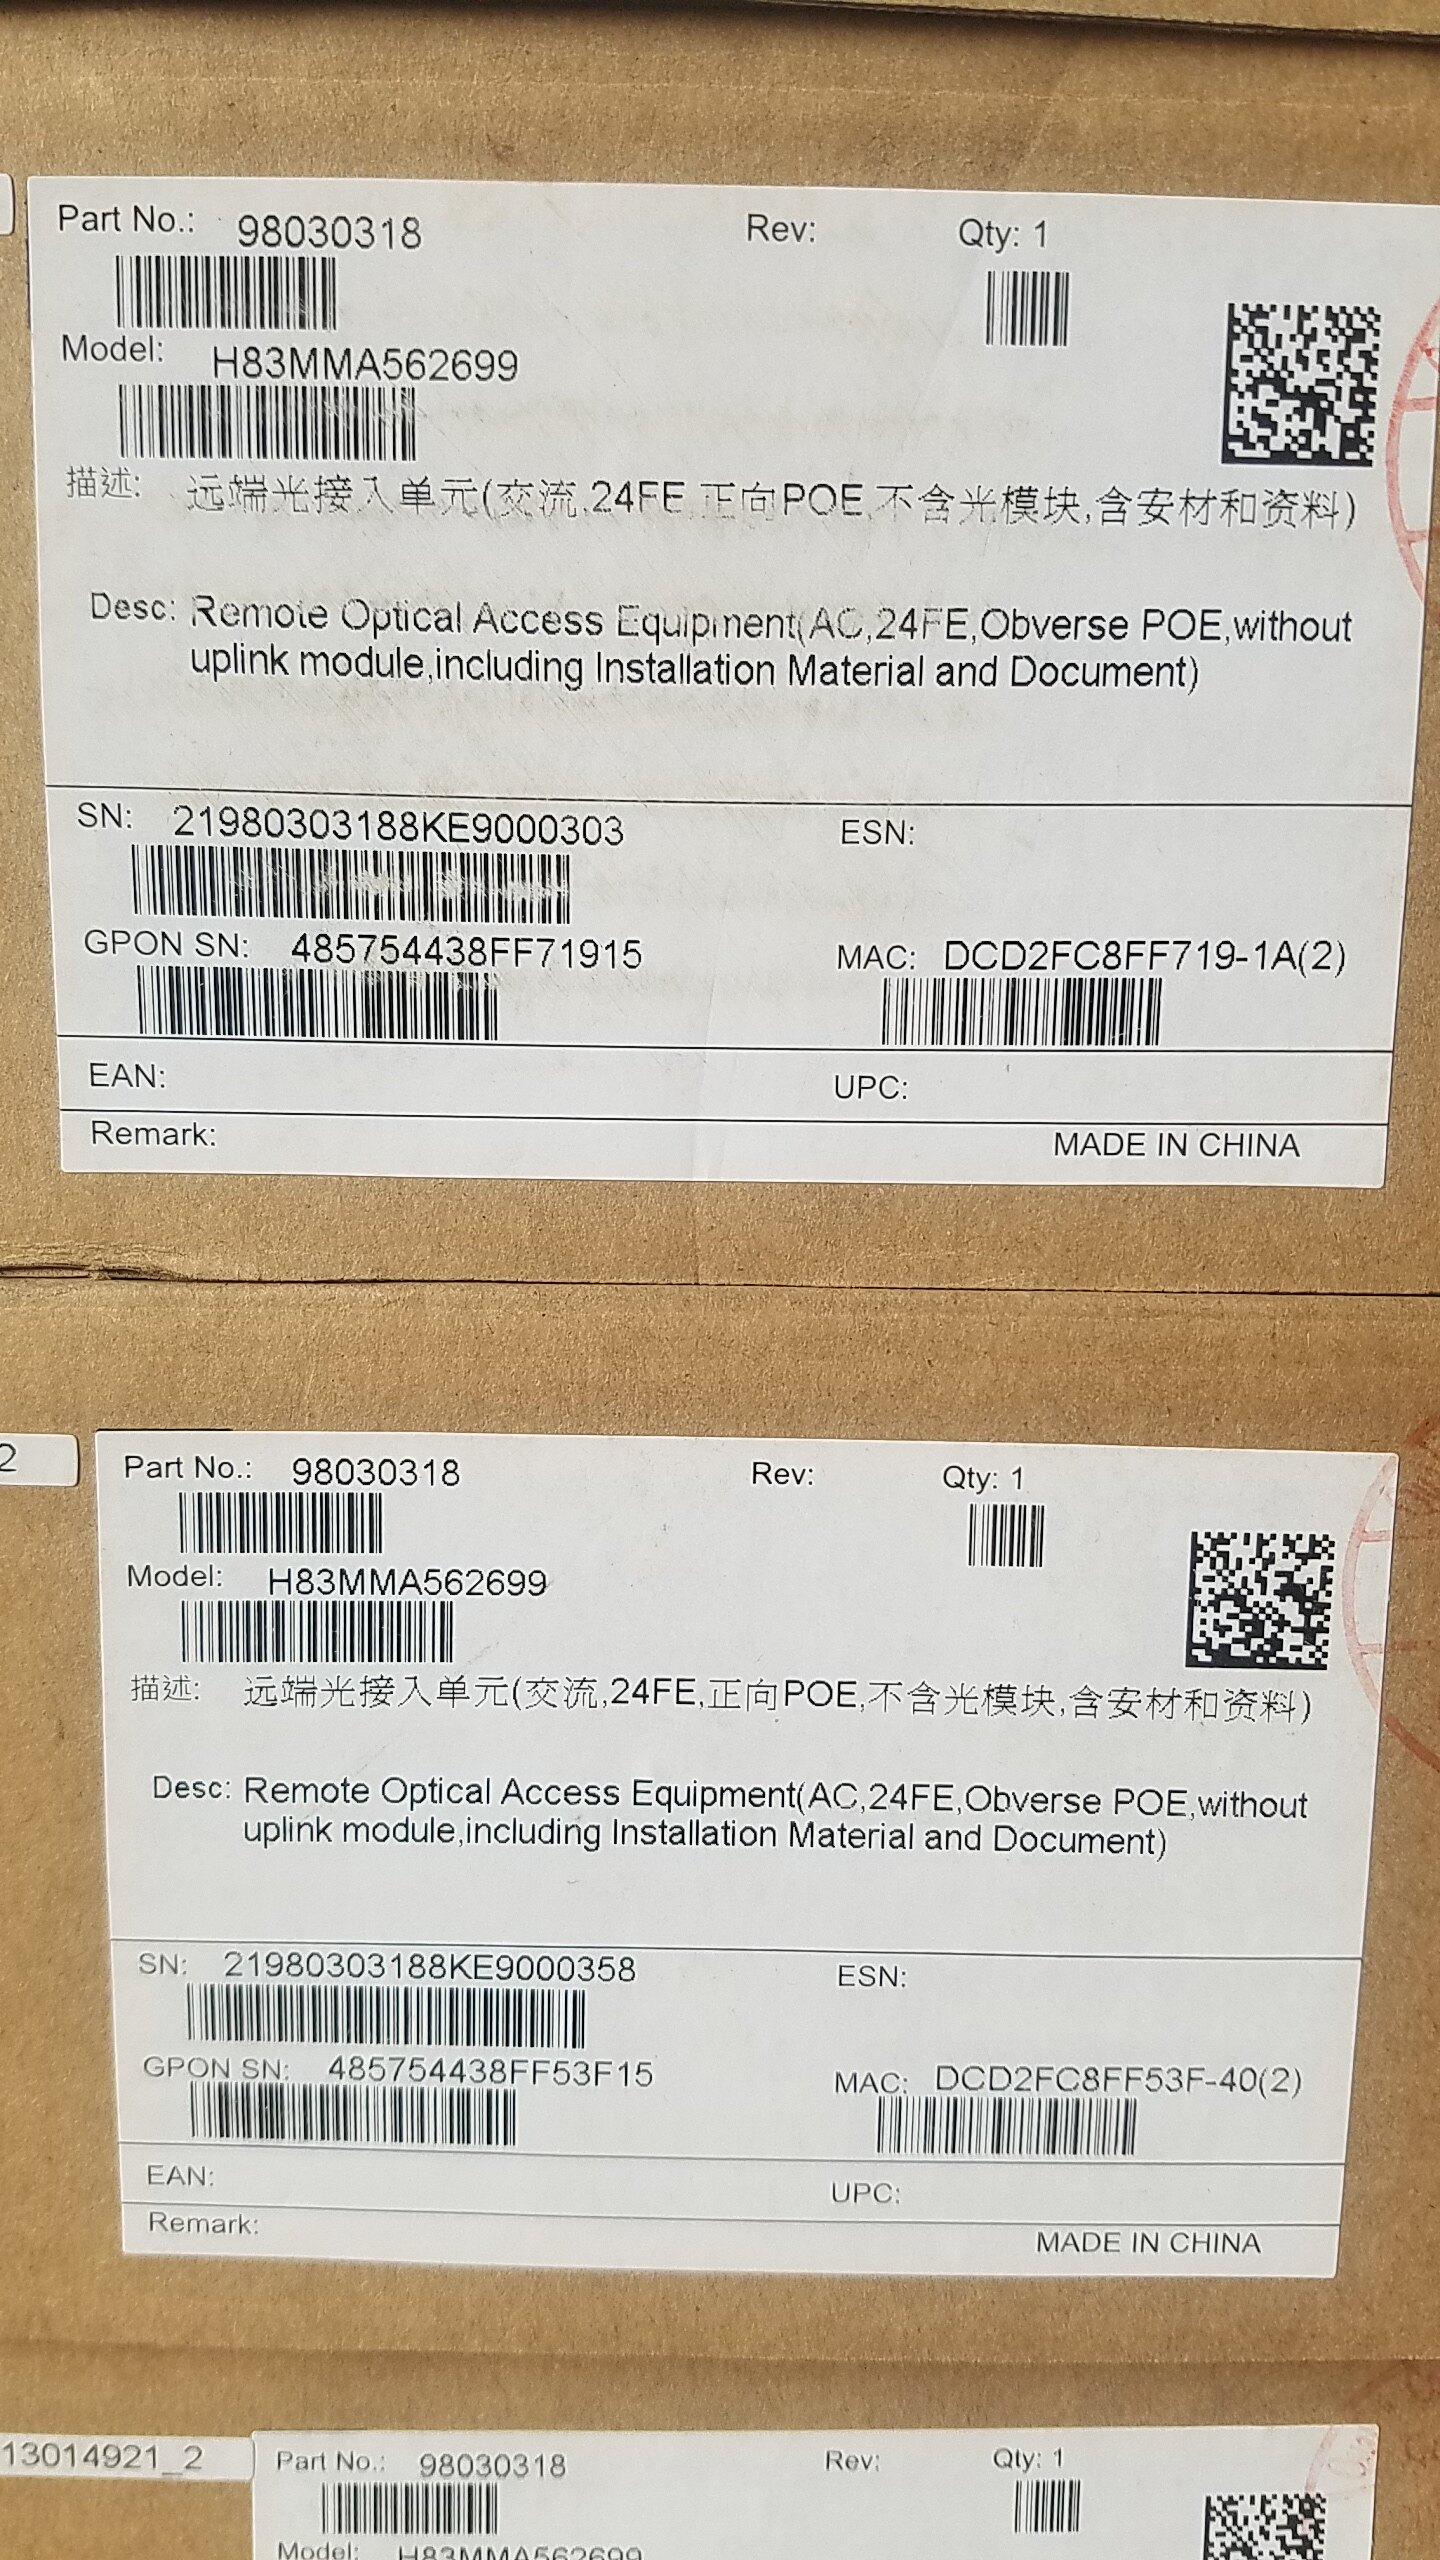 Part No.: 98030318 Rev: Qty: 1
Model: H83MMA562699
描述: 远端光接入单元(交流,24FE,正向POE,不含光模块,含安材和资料)
Desc: Remote Optical Access Equipment(AC,24FE,Obverse POE,without
uplink module,including Installation Material and Document)
SN: 21980303188KE9000303 ESN:
GPON SN: 485754438FF71915 MAC: DCD2FC8FF719-1A(2)
EAN: UPC:
Remark: MADE IN CHINA
2
Part No.: 98030318 Rev: Qty: 1
Model: H83MMA562699
描述: 远端光接入单元(交流,24FE,正向POE,不含光模块,含安材和资料)
Desc: Remote Optical Access Equipment(AC,24FE,Obverse POE,without
uplink module,including Installation Material and Document)
SN: 21980303188KE9000358 ESN:
GPON SN: 485754438FF53F15 MAC: DCD2FC8FF53F-40(2)
EAN: UPC:
Remark: MADE IN CHINA
13014921_2
Part No.: 98030318 Rev: Qty: 1
Model: H83MMA562699